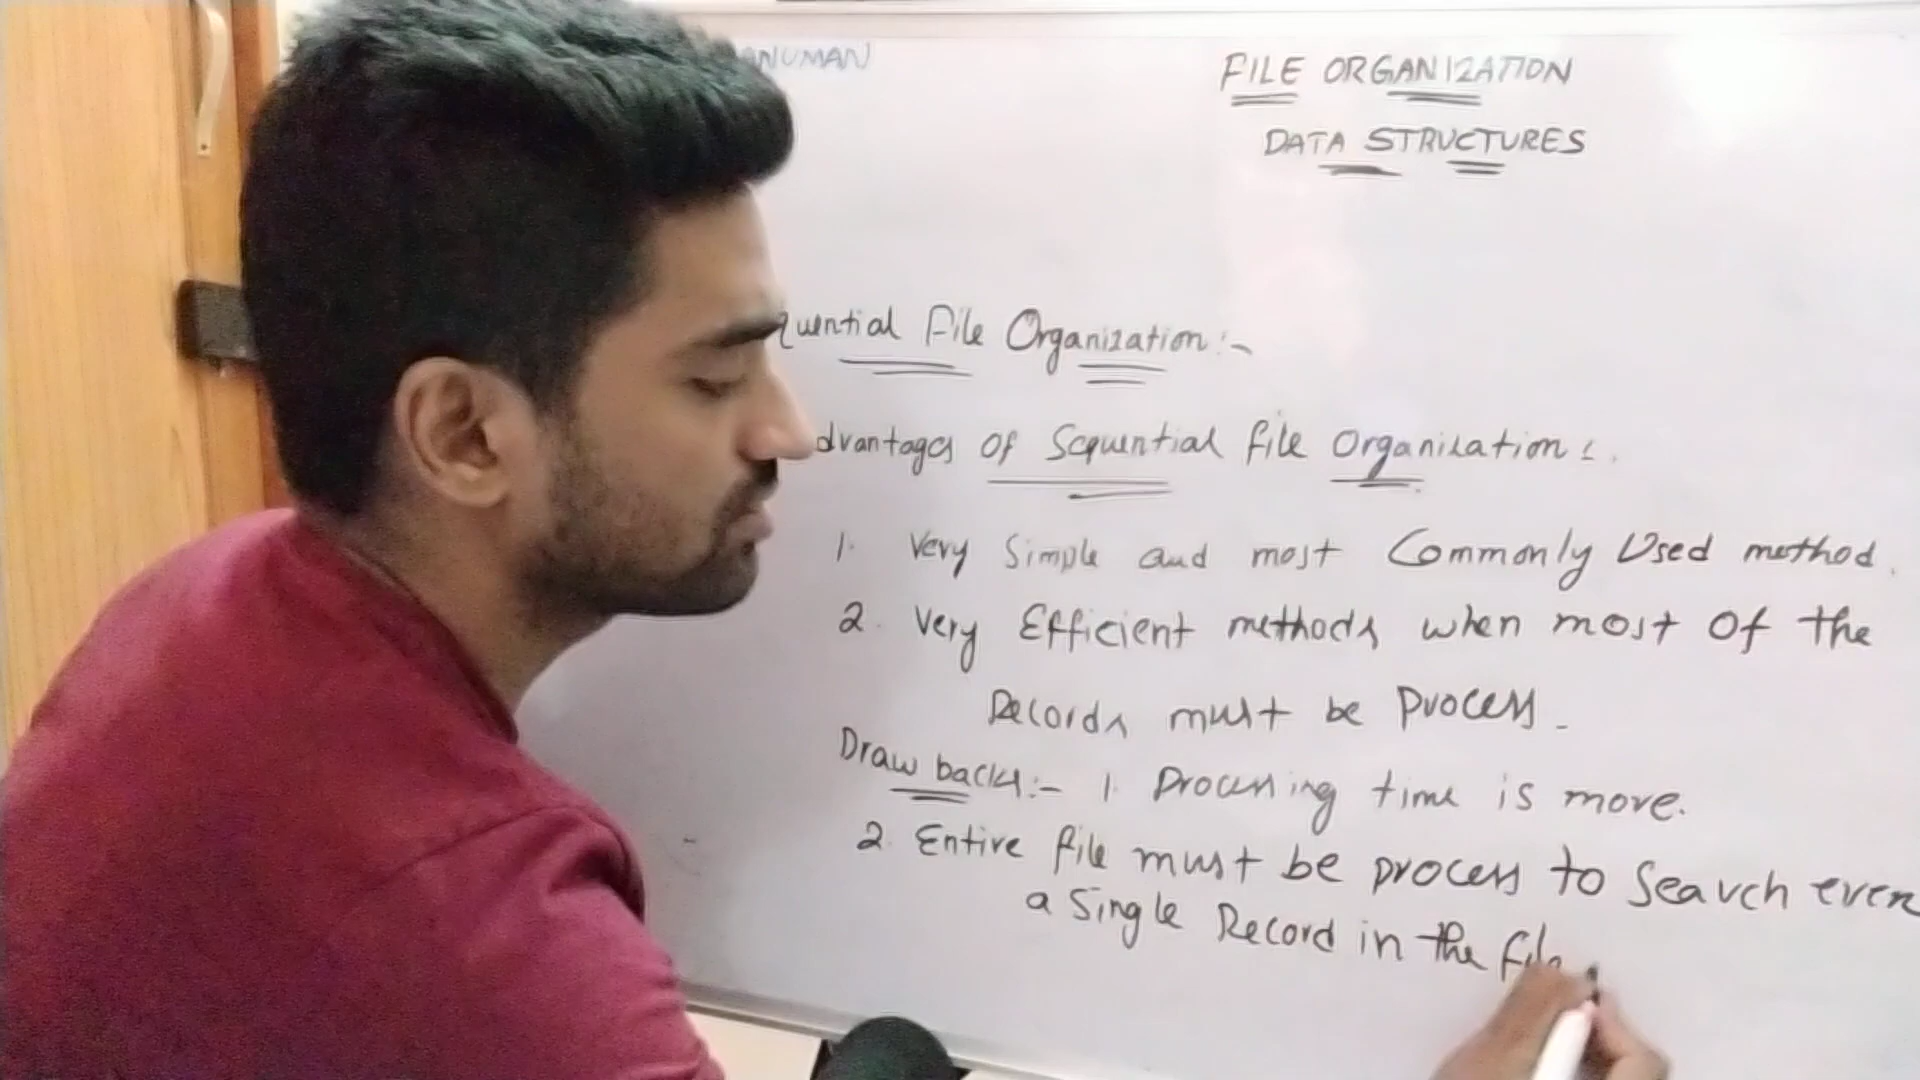 ANUMAN
FILE ORGANIZATION
DATA STRUCTURES
quential File Organization:-
dvantages of Sequential file Organization:
1. Very Simple and most Commonly Used method.
2. Very Efficient methods when most of the
Records must be process.
Draw backs:- 1. Processing time is more.
2. Entire file must be process to Search even
a Single Record in the file.